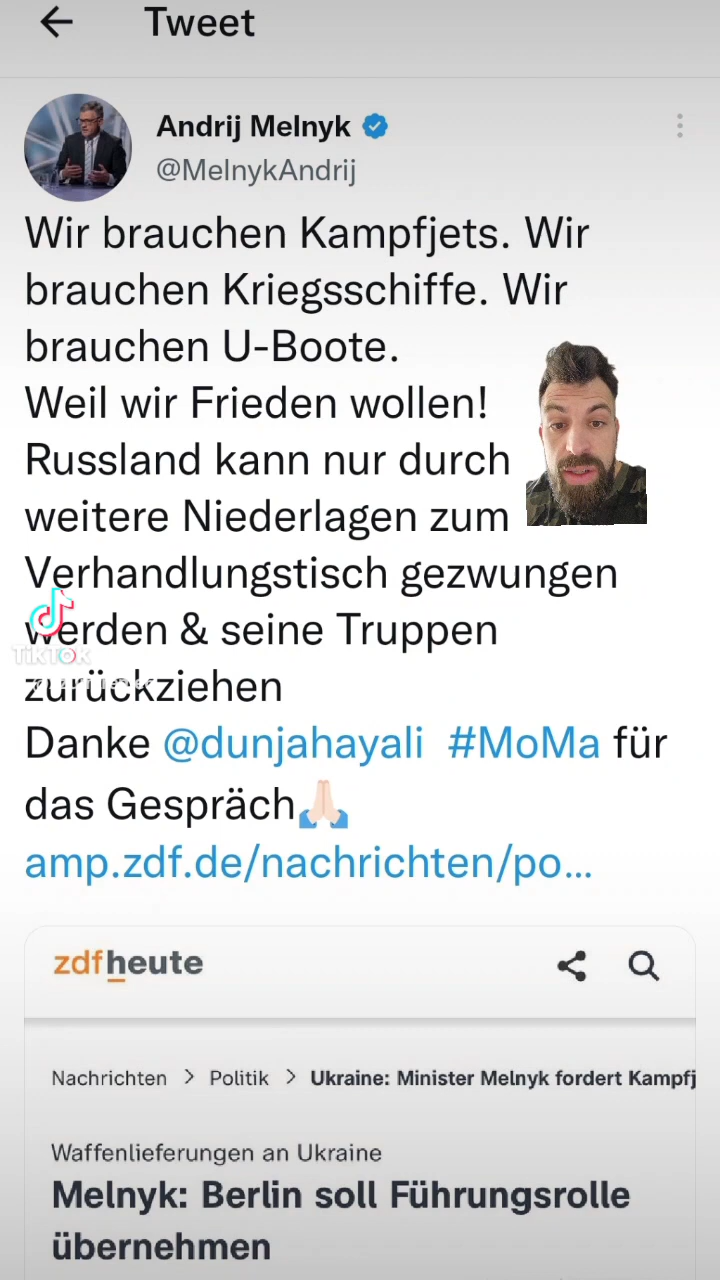 Tweet
Andrij Melnyk
@MelnykAndrij
Wir brauchen Kampfjets. Wir
brauchen Kriegsschiffe. Wir
brauchen U-Boote.
Weil wir Frieden wollen!
Russland kann nur durch
weitere Niederlagen zum
Verhandlungstisch gezwungen
werden & seine Truppen
TikTok
zurückziehen
Danke @dunjahayali #MoMa für
das Gespräch🙏🏻
amp.zdf.de/nachrichten/po...
zdfheute
Nachrichten > Politik > Ukraine: Minister Melnyk fordert Kampfj
Waffenlieferungen an Ukraine
Melnyk: Berlin soll Führungsrolle
übernehmen